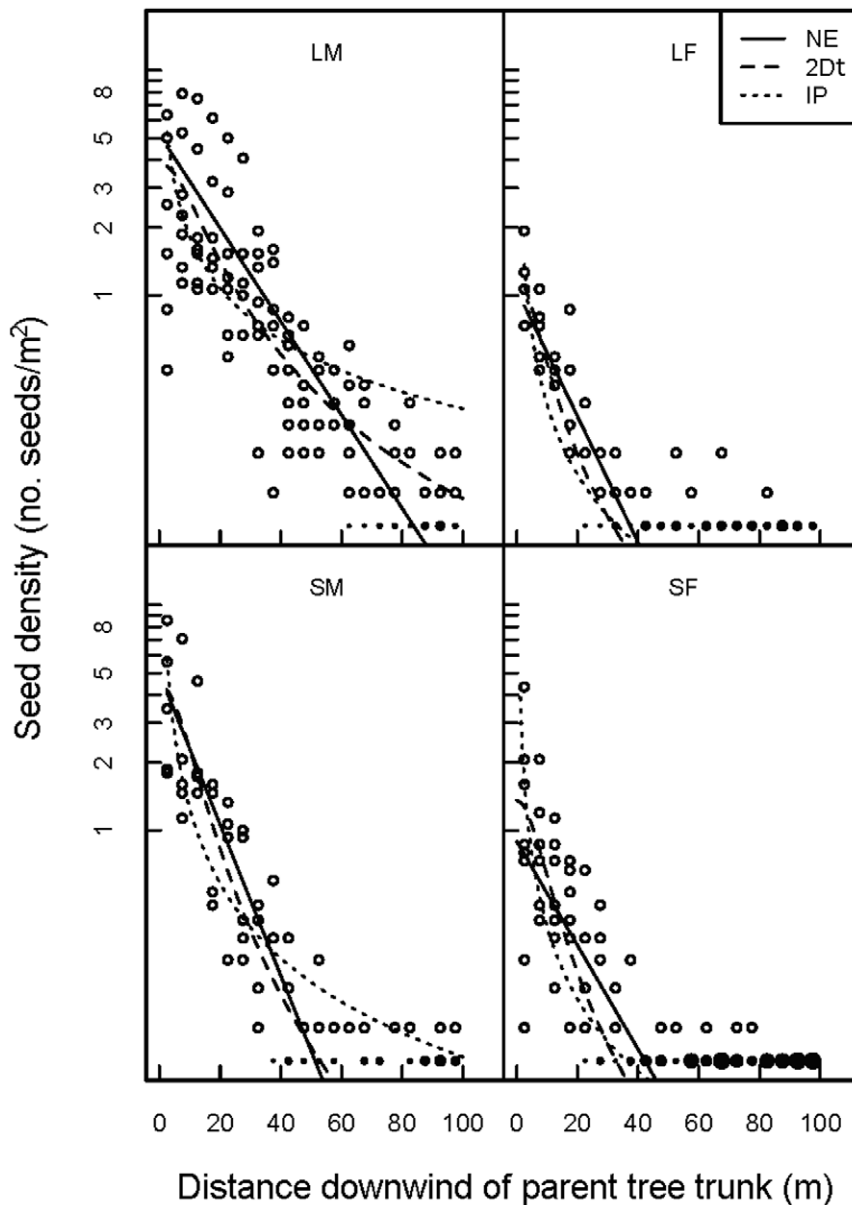 LM
LF
NE
2Dt
IP
8
5
3
2
1
SM
SF
8
5
3
2
1
0 20 40 60 80 100
0 20 40 60 80 100
Seed density (no. seeds/m²)
Distance downwind of parent tree trunk (m)